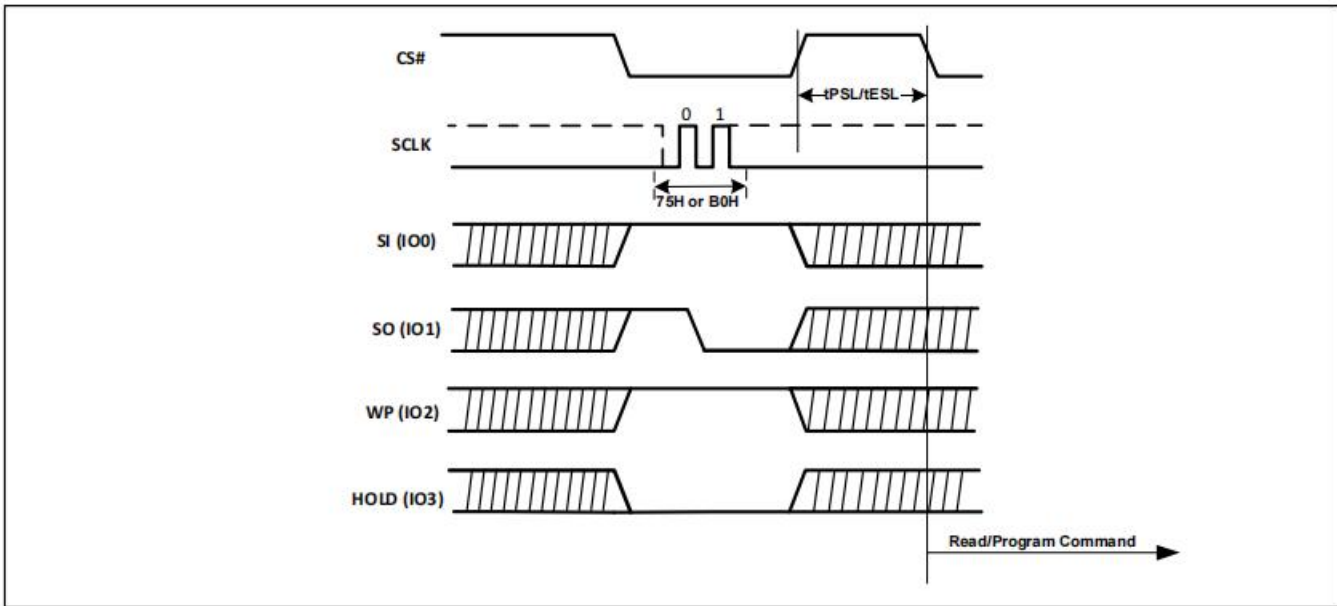 CS#
tPSL/tESL
0 1
SCLK
75H or B0H
SI (IO0)
SO (IO1)
WP (IO2)
HOLD (IO3)
Read/Program Command